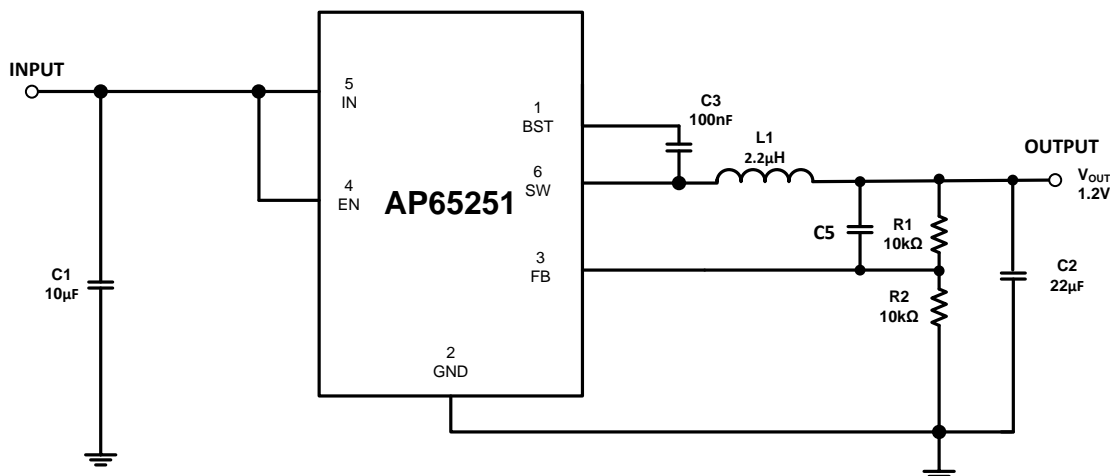 INPUT
5
IN
4
EN
AP65251
1
BST
6
SW
3
FB
2
GND
C1
10µF
C3
100nF
L1
2.2µH
C5
R1
10kΩ
R2
10kΩ
C2
22µF
OUTPUT
VOUT
1.2V